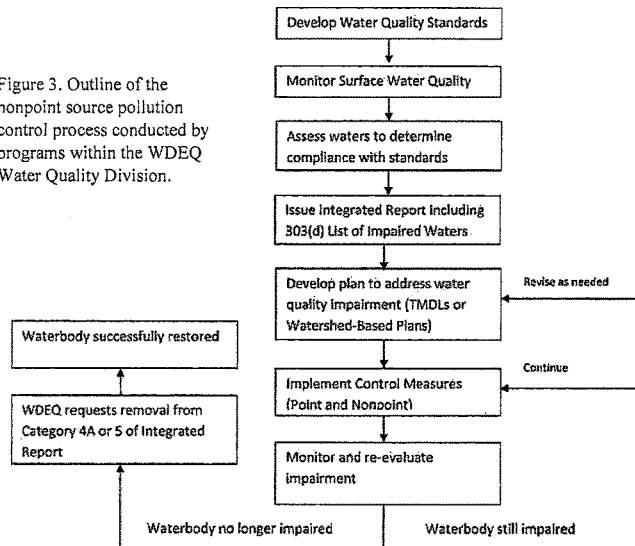 Develop Water Quality Standards
Figure 3. Outline of the
nonpoint source pollution
control process conducted by
programs within the WDEQ
Water Quality Division.
Monitor Surface Water Quality
Assess waters to determine
compliance with standards
Issue Integrated Report including
303(d) List of Impaired Waters
Develop plan to address water
quality impairment (TMDLs or
Watershed-Based Plans)
Revise as needed
Waterbody successfully restored
Continue
Implement Control Measures
(Point and Nonpoint)
WDEQ requests removal from
Category 4A or 5 of Integrated
Report
Monitor and re-evaluate
impairment
Waterbody no longer impaired
Waterbody still impaired